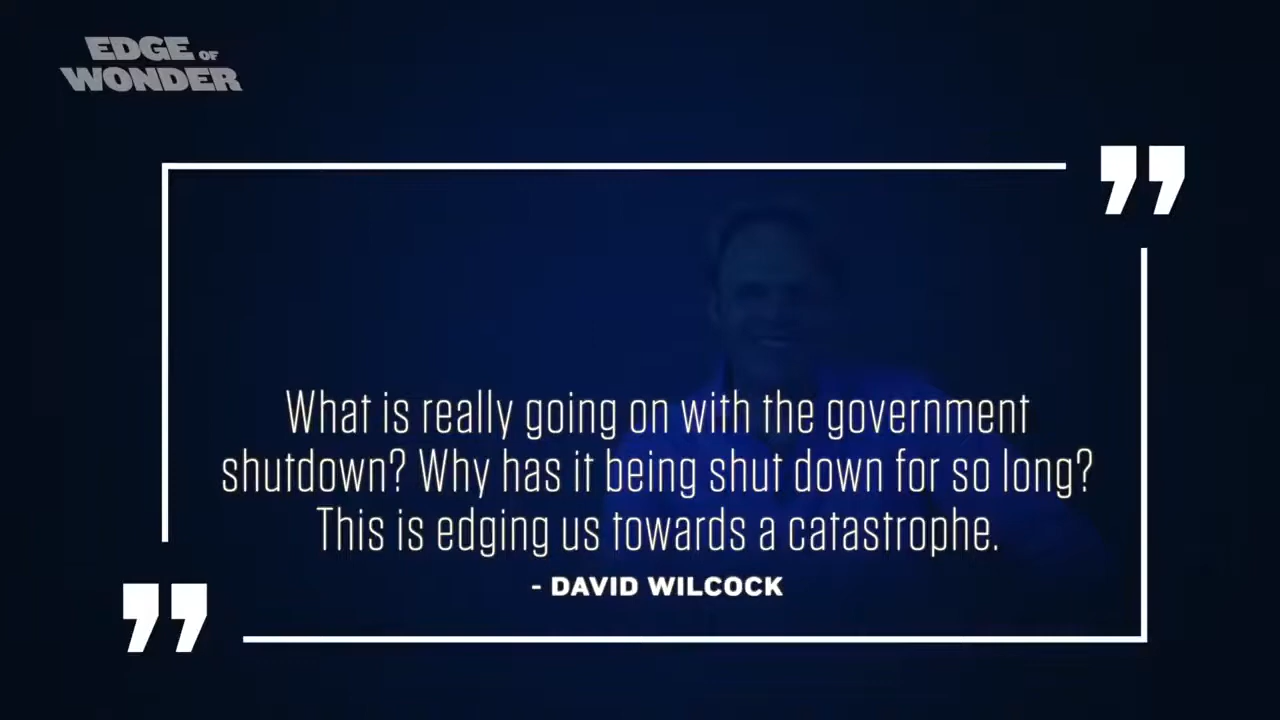 EDGE OF
WONDER
”
What is really going on with the government
shutdown? Why has it being shut down for so long?
This is edging us towards a catastrophe.
- DAVID WILCOCK
”